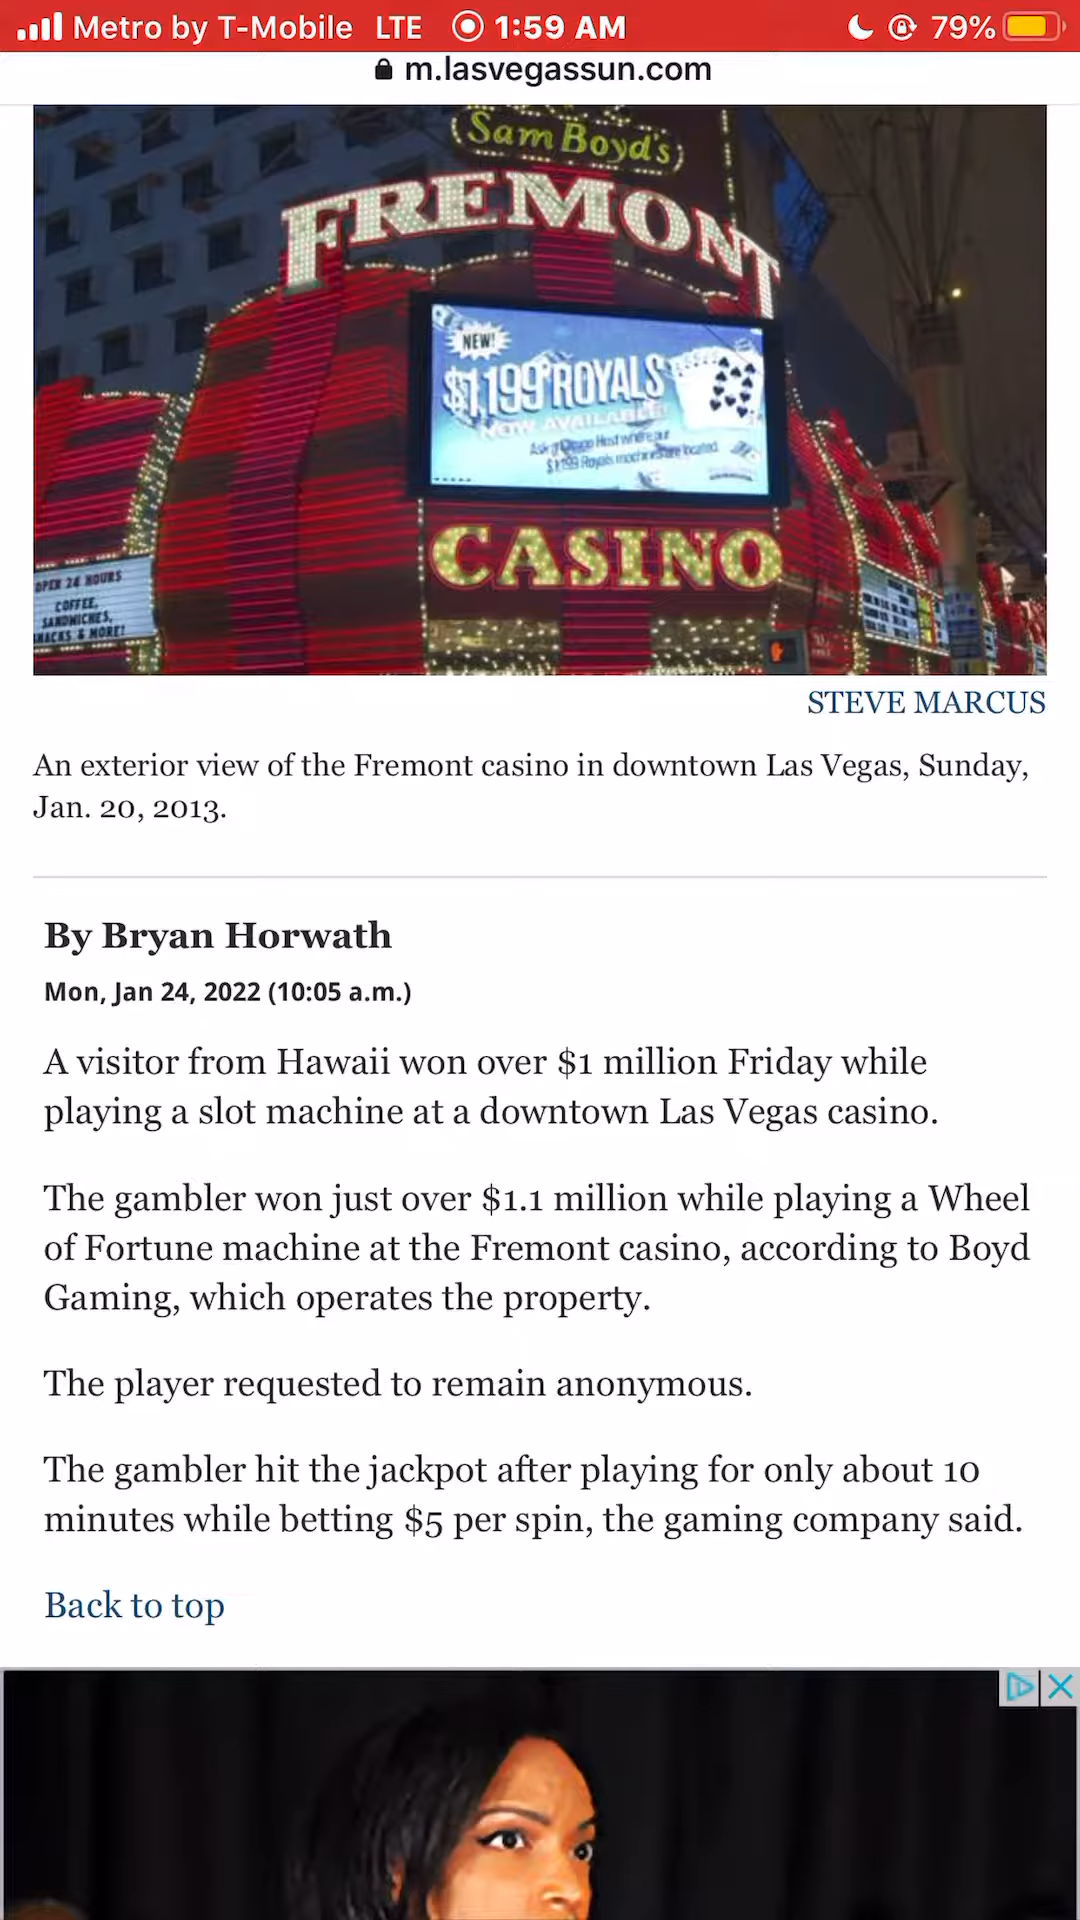 Metro by T-Mobile LTE 1:59 AM 79%
m.lasvegassun.com
Sam Boyd's
FREMONT
NEW!
$1,199 ROYALS
NOW AVAILABLE!
$1,199 Royals machines are located
CASINO
OPEN 24 HOURS
COFFEE,
SANDWICHES,
SNACKS & MORE!
STEVE MARCUS
An exterior view of the Fremont casino in downtown Las Vegas, Sunday,
Jan. 20, 2013.
By Bryan Horwath
Mon, Jan 24, 2022 (10:05 a.m.)
A visitor from Hawaii won over $1 million Friday while
playing a slot machine at a downtown Las Vegas casino.
The gambler won just over $1.1 million while playing a Wheel
of Fortune machine at the Fremont casino, according to Boyd
Gaming, which operates the property.
The player requested to remain anonymous.
The gambler hit the jackpot after playing for only about 10
minutes while betting $5 per spin, the gaming company said.
Back to top